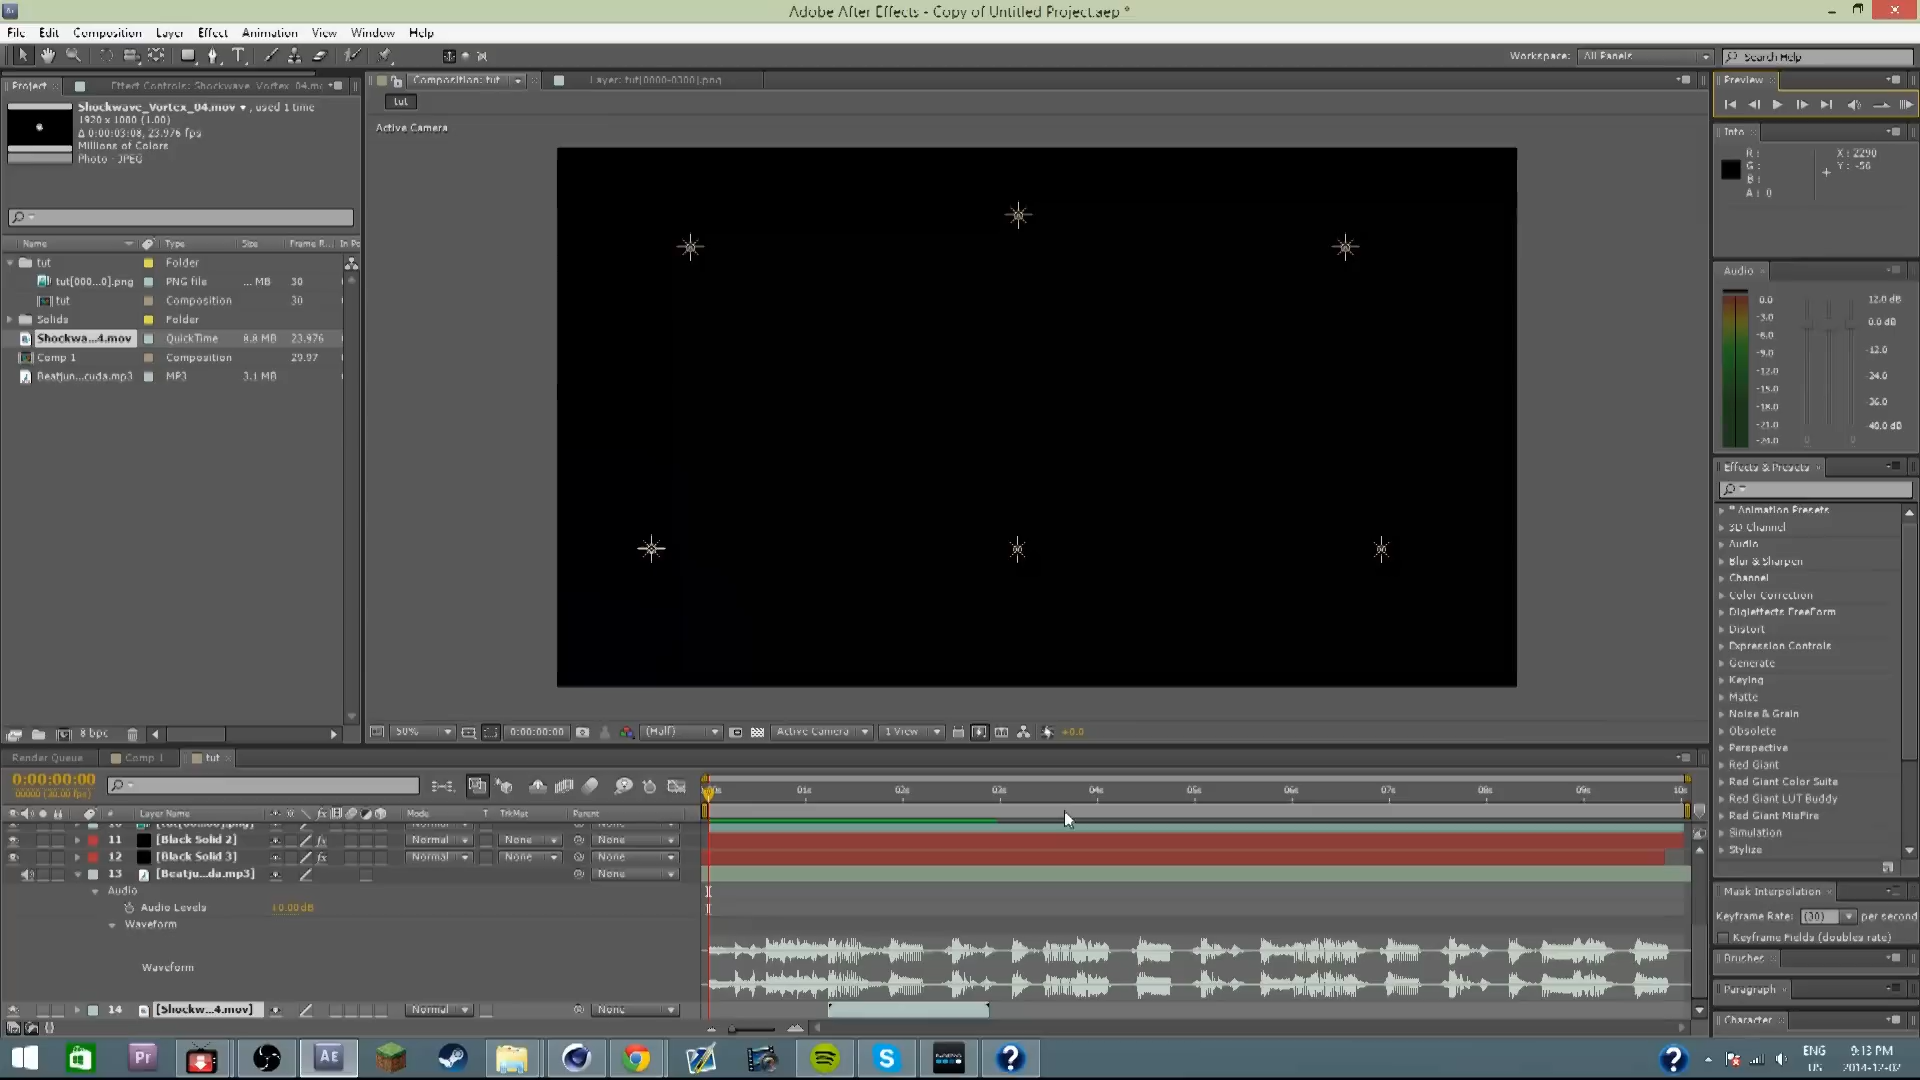 Adobe After Effects - Copy of Untitled Project.aep *
File Edit Composition Layer Effect Animation View Window Help
Workspace: All Panels
Search Help
Project
Effect Controls: Shockwave_Vortex_04.mo
Composition: tut
Layer: tut[0000-0300].png
Preview
Shockwave_Vortex_04.mov , used 1 time
1920 x 1080 (1.00)
Δ 0:00:03:08, 23.976 fps
Millions of Colors
Photo - JPEG
tut
Active Camera
Info
R :
G :
B :
A : 0
X : 2290
Y : -56
Name Type Size Frame R... In Po
tut Folder
tut[000...0].png PNG file ... MB 30
tut Composition 30
Solids Folder
Shockwa...4.mov QuickTime 8.8 MB 23.976
Comp 1 Composition 29.97
Beatjun...cuda.mp3 MP3 3.1 MB
Audio
0.0
-3.0
-6.0
-9.0
-12.0
-15.0
-18.0
-21.0
-24.0
12.0 dB
0.0 dB
-12.0
-24.0
-36.0
-48.0 dB
Effects & Presets
* Animation Presets
3D Channel
Audio
Blur & Sharpen
Channel
Color Correction
Digieffects FreeForm
Distort
Expression Controls
Generate
Keying
Matte
Noise & Grain
Obsolete
Perspective
Red Giant
Red Giant Color Suite
Red Giant LUT Buddy
Red Giant MisFire
Simulation
Stylize
8 bpc
50% 0:00:00:00 (Half) Active Camera 1 View +0.0
Render Queue Comp 1 tut
0:00:00:00
00000 (30.00 fps)
01s 02s 03s 04s 05s 06s 07s 08s 09s 10s
# Layer Name Mode T TrkMat Parent
11 [Black Solid 2] Normal None None
12 [Black Solid 3] Normal None None
13 [Beatju...da.mp3] None
Audio
Audio Levels +0.00dB
Waveform
Waveform
14 [Shockw...4.mov] Normal None
Mask Interpolation
Keyframe Rate: (30) per second
Keyframe Fields (doubles rate)
Brushes
Paragraph
Character
Pr
Ae
ENG
US
9:13 PM
2014-12-02